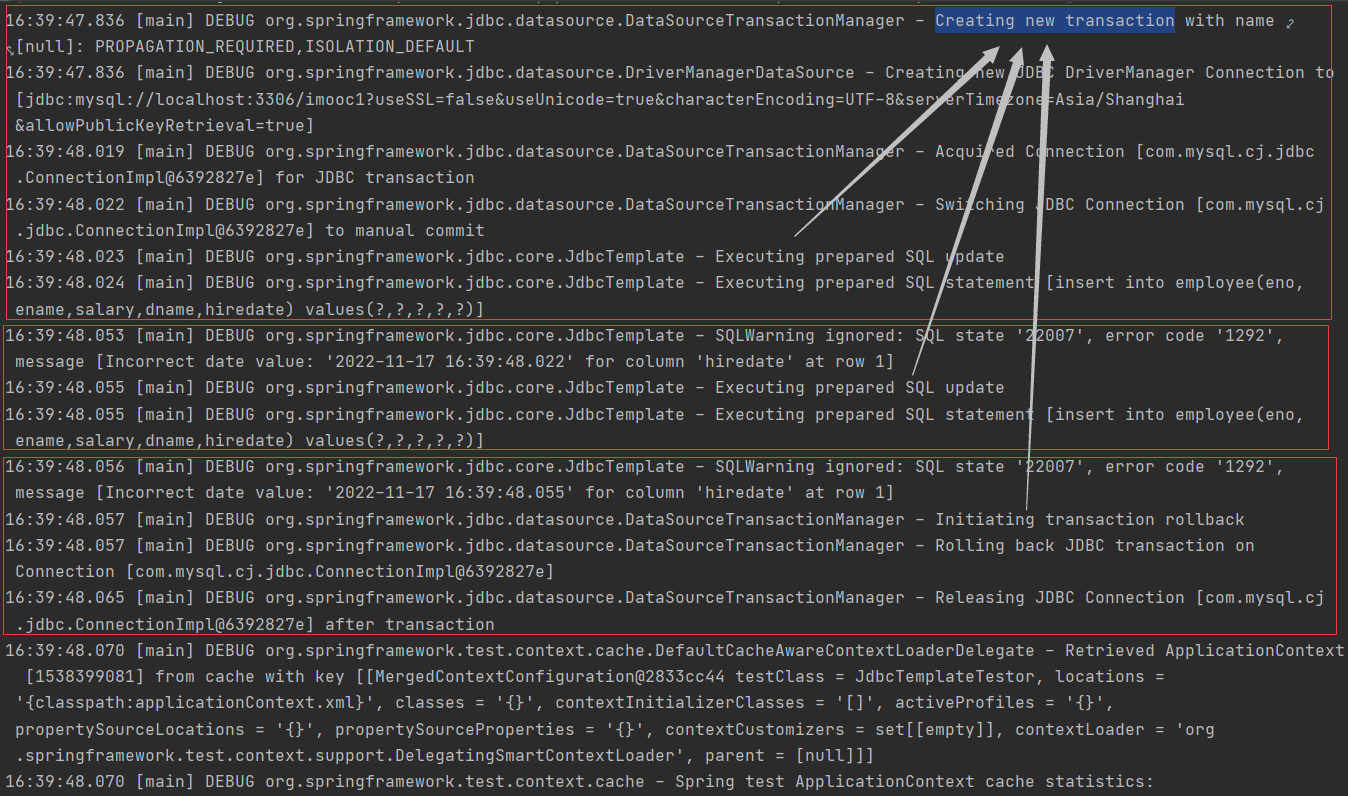 16:39:47.836 [main] DEBUG org.springframework.jdbc.datasource.DataSourceTransactionManager - Creating new transaction with name
[null]: PROPAGATION_REQUIRED,ISOLATION_DEFAULT
16:39:47.836 [main] DEBUG org.springframework.jdbc.datasource.DriverManagerDataSource - Creating new JDBC DriverManager Connection to
[jdbc:mysql://localhost:3306/imooc1?useSSL=false&useUnicode=true&characterEncoding=UTF-8&serverTimezone=Asia/Shanghai
&allowPublicKeyRetrieval=true]
16:39:48.019 [main] DEBUG org.springframework.jdbc.datasource.DataSourceTransactionManager - Acquired Connection [com.mysql.cj.jdbc
.ConnectionImpl@6392827e] for JDBC transaction
16:39:48.022 [main] DEBUG org.springframework.jdbc.datasource.DataSourceTransactionManager - Switching JDBC Connection [com.mysql.cj
.jdbc.ConnectionImpl@6392827e] to manual commit
16:39:48.023 [main] DEBUG org.springframework.jdbc.core.JdbcTemplate - Executing prepared SQL update
16:39:48.024 [main] DEBUG org.springframework.jdbc.core.JdbcTemplate - Executing prepared SQL statement [insert into employee(eno,
ename,salary,dname,hiredate) values(?,?,?,?,?)]
16:39:48.053 [main] DEBUG org.springframework.jdbc.core.JdbcTemplate - SQLWarning ignored: SQL state '22007', error code '1292',
message [Incorrect date value: '2022-11-17 16:39:48.022' for column 'hiredate' at row 1]
16:39:48.055 [main] DEBUG org.springframework.jdbc.core.JdbcTemplate - Executing prepared SQL update
16:39:48.055 [main] DEBUG org.springframework.jdbc.core.JdbcTemplate - Executing prepared SQL statement [insert into employee(eno,
ename,salary,dname,hiredate) values(?,?,?,?,?)]
16:39:48.056 [main] DEBUG org.springframework.jdbc.core.JdbcTemplate - SQLWarning ignored: SQL state '22007', error code '1292',
message [Incorrect date value: '2022-11-17 16:39:48.055' for column 'hiredate' at row 1]
16:39:48.057 [main] DEBUG org.springframework.jdbc.datasource.DataSourceTransactionManager - Initiating transaction rollback
16:39:48.057 [main] DEBUG org.springframework.jdbc.datasource.DataSourceTransactionManager - Rolling back JDBC transaction on
Connection [com.mysql.cj.jdbc.ConnectionImpl@6392827e]
16:39:48.065 [main] DEBUG org.springframework.jdbc.datasource.DataSourceTransactionManager - Releasing JDBC Connection [com.mysql.cj
.jdbc.ConnectionImpl@6392827e] after transaction
16:39:48.070 [main] DEBUG org.springframework.test.context.cache.DefaultCacheAwareContextLoaderDelegate - Retrieved ApplicationContext
[1538399081] from cache with key [[MergedContextConfiguration@2833cc44 testClass = JdbcTemplateTestor, locations =
'{classpath:applicationContext.xml}', classes = '{}', contextInitializerClasses = '[]', activeProfiles = '{}',
propertySourceLocations = '{}', propertySourceProperties = '{}', contextCustomizers = set[[empty]], contextLoader = 'org
.springframework.test.context.support.DelegatingSmartContextLoader', parent = [null]]]
16:39:48.070 [main] DEBUG org.springframework.test.context.cache - Spring test ApplicationContext cache statistics: